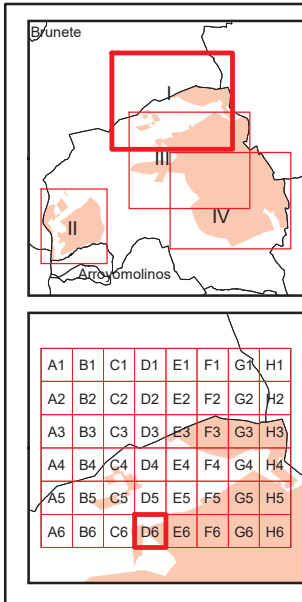 Brunete
I
III
IV
II
Arroyomolinos
A1 B1 C1 D1 E1 F1 G1 H1
A2 B2 C2 D2 E2 F2 G2 H2
A3 B3 C3 D3 E3 F3 G3 H3
A4 B4 C4 D4 E4 F4 G4 H4
A5 B5 C5 D5 E5 F5 G5 H5
A6 B6 C6 D6 E6 F6 G6 H6